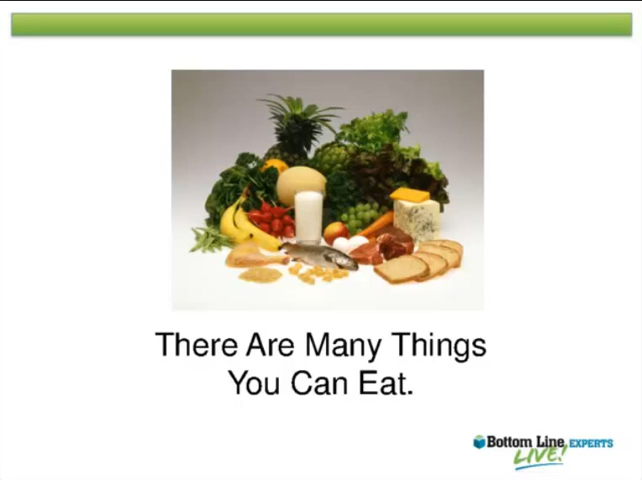 There Are Many Things
You Can Eat.
Bottom Line EXPERTS
LIVE!